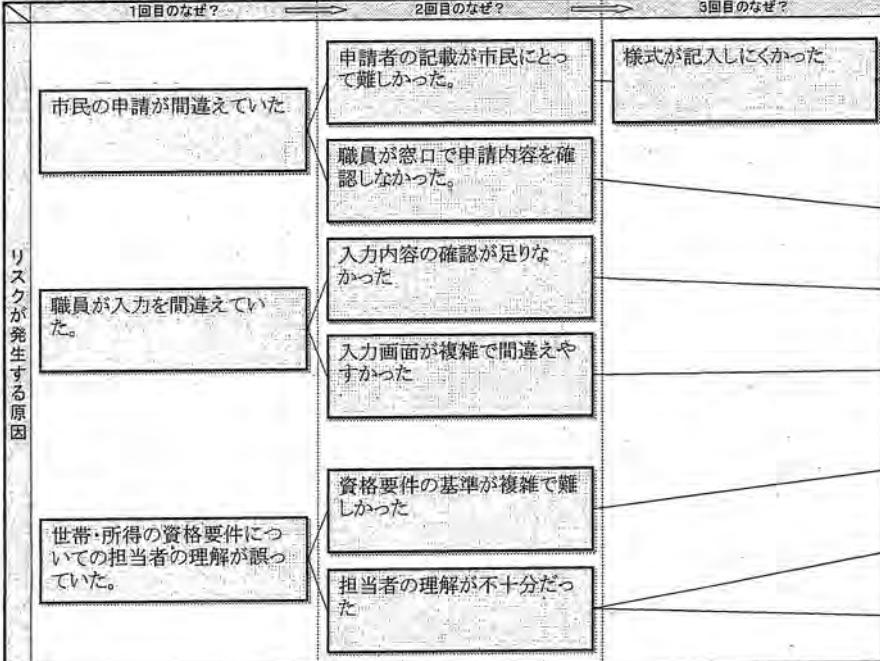 1回目のなぜ?
2回目のなぜ?
3回目のなぜ?
リスクが発生する原因
市民の申請が間違えていた
申請者の記載が市民にとっ
て難しかった。
様式が記入しにくかった
職員が窓口で申請内容を確
認しなかった。
職員が入力を間違えてい
た。
入力内容の確認が足りな
かった
入力画面が複雑で間違えや
すかった
世帯・所得の資格要件につ
いての担当者の理解が誤っ
ていた。
資格要件の基準が複雑で難
しかった
担当者の理解が不十分だっ
た